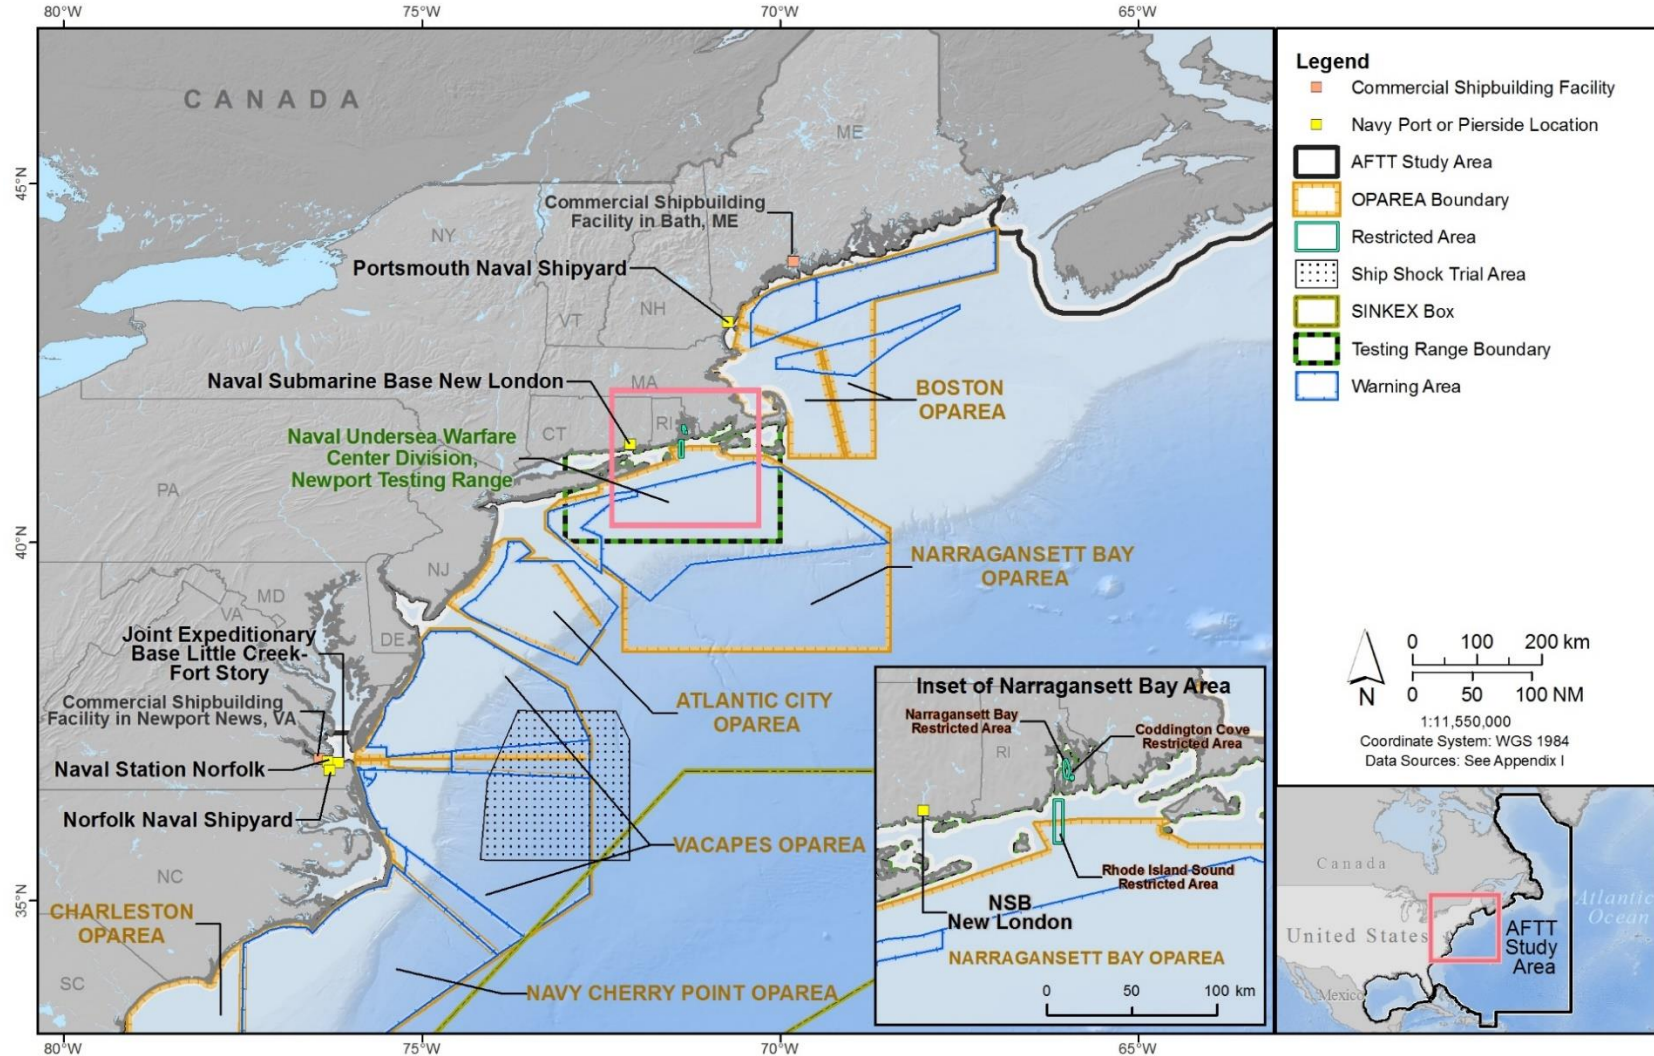 80°W
75°W
70°W
65°W
CANADA
ME
Commercial Shipbuilding
Facility in Bath, ME
NY
Portsmouth Naval Shipyard
VT
NH
Naval Submarine Base New London
MA
BOSTON
OPAREA
CT
RI
Naval Undersea Warfare
Center Division,
Newport Testing Range
PA
NARRAGANSETT BAY
OPAREA
NJ
MD
VA
DE
Joint Expeditionary
Base Little Creek-
Fort Story
Commercial Shipbuilding
Facility in Newport News, VA
ATLANTIC CITY
OPAREA
Naval Station Norfolk
Norfolk Naval Shipyard
VACAPES OPAREA
NC
CHARLESTON
OPAREA
SC
NAVY CHERRY POINT OPAREA
45°N
40°N
35°N
80°W
75°W
70°W
65°W
Inset of Narragansett Bay Area
Narragansett Bay
Restricted Area
Coddington Cove
Restricted Area
RI
Rhode Island Sound
Restricted Area
NSB
New London
NARRAGANSETT BAY OPAREA
0 50 100 km
Legend
Commercial Shipbuilding Facility
Navy Port or Pierside Location
AFTT Study Area
OPAREA Boundary
Restricted Area
Ship Shock Trial Area
SINKEX Box
Testing Range Boundary
Warning Area
N
0 100 200 km
0 50 100 NM
1:11,550,000
Coordinate System: WGS 1984
Data Sources: See Appendix I
Canada
United States
Mexico
Atlantic
Ocean
AFTT
Study
Area